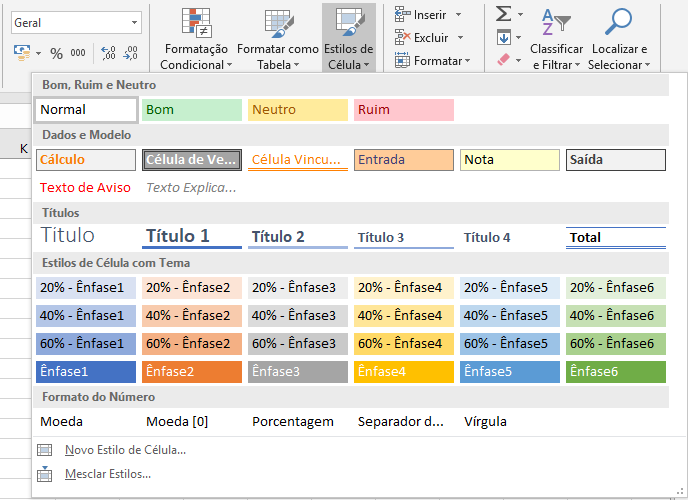 Geral
% 000
Formatação Condicional
Formatar como Tabela
Estilos de Célula
Inserir
Excluir
Formatar
Classificar e Filtrar
Localizar e Selecionar
K
Bom, Ruim e Neutro
Normal Bom Neutro Ruim
Dados e Modelo
Cálculo Célula de Ve... Célula Vincu... Entrada Nota Saída
Texto de Aviso Texto Explica...
Títulos
Título Título 1 Título 2 Título 3 Título 4 Total
Estilos de Célula com Tema
20% - Ênfase1 20% - Ênfase2 20% - Ênfase3 20% - Ênfase4 20% - Ênfase5 20% - Ênfase6
40% - Ênfase1 40% - Ênfase2 40% - Ênfase3 40% - Ênfase4 40% - Ênfase5 40% - Ênfase6
60% - Ênfase1 60% - Ênfase2 60% - Ênfase3 60% - Ênfase4 60% - Ênfase5 60% - Ênfase6
Ênfase1 Ênfase2 Ênfase3 Ênfase4 Ênfase5 Ênfase6
Formato do Número
Moeda Moeda [0] Porcentagem Separador d... Vírgula
Novo Estilo de Célula...
Mesclar Estilos...